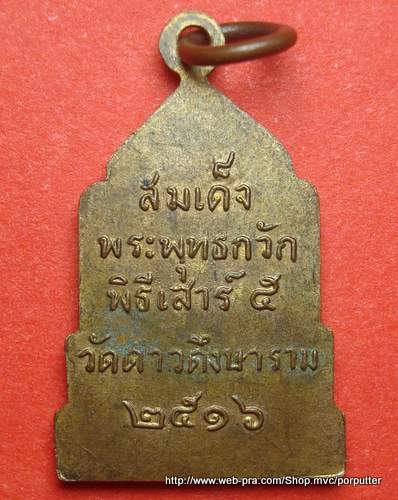 สมเด็จ
พระพุทธกวัก
พิธีเสาร์ ๕
วัดดาวดึงษาราม
๒๕๑๖
http://www.web-pra.com/Shop.mvc/porputter